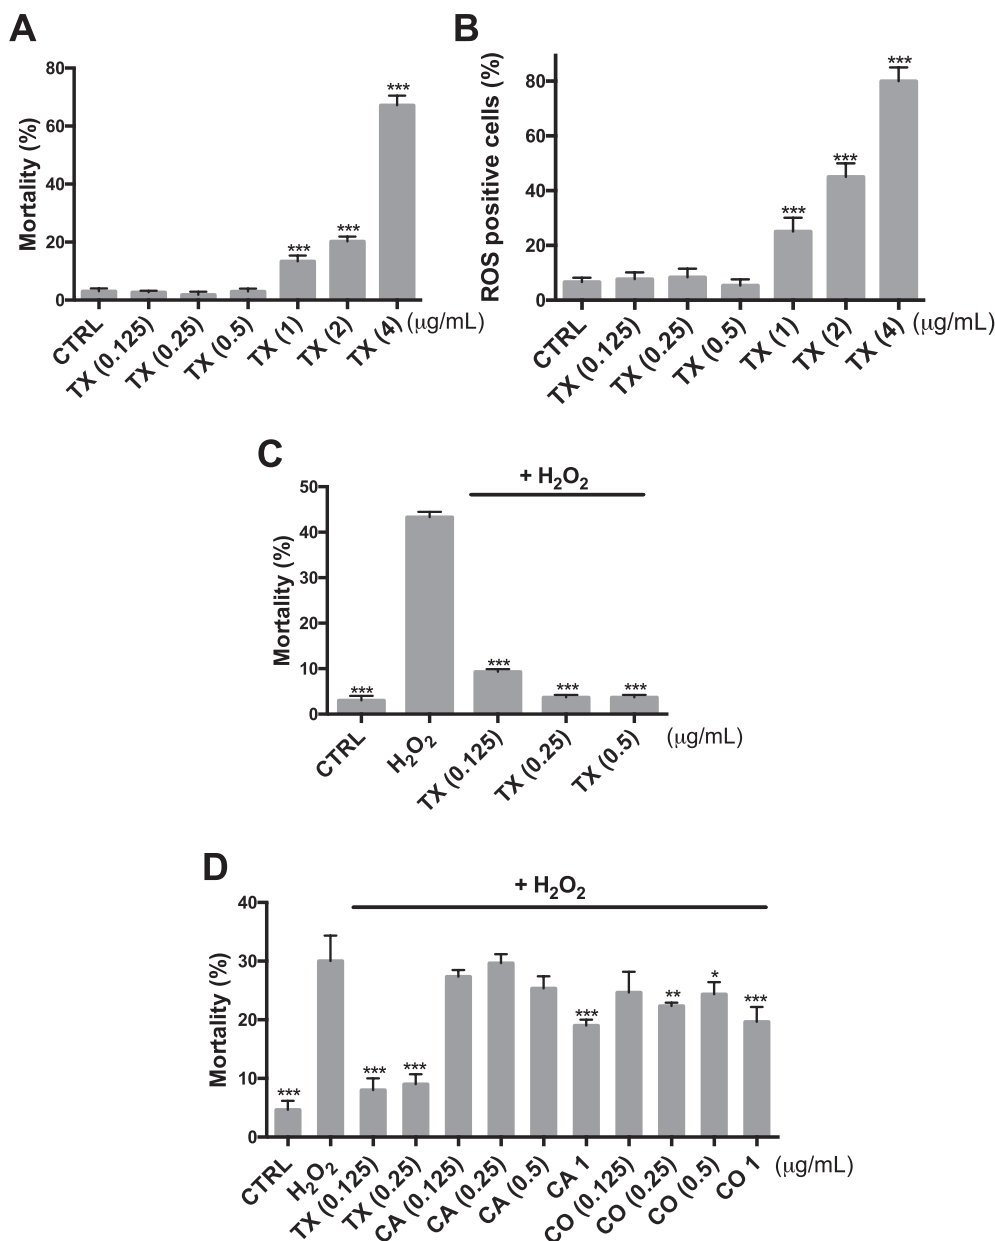 A
Mortality (%)
80
60
40
20
0
***
***
***
CTRL
TX (0.125)
TX (0.25)
TX (0.5)
TX (1)
TX (2)
TX (4)
(μg/mL)
B
ROS positive cells (%)
80
60
40
20
0
***
***
***
CTRL
TX (0.125)
TX (0.25)
TX (0.5)
TX (1)
TX (2)
TX (4)
(μg/mL)
C
+ H₂O₂
Mortality (%)
50
40
30
20
10
0
***
***
***
***
CTRL
H₂O₂
TX (0.125)
TX (0.25)
TX (0.5)
(μg/mL)
D
+ H₂O₂
Mortality (%)
40
30
20
10
0
***
***
***
***
**
*
***
CTRL
H₂O₂
TX (0.125)
TX (0.25)
CA (0.125)
CA (0.25)
CA (0.5)
CA 1
CO (0.125)
CO (0.25)
CO (0.5)
CO 1
(μg/mL)